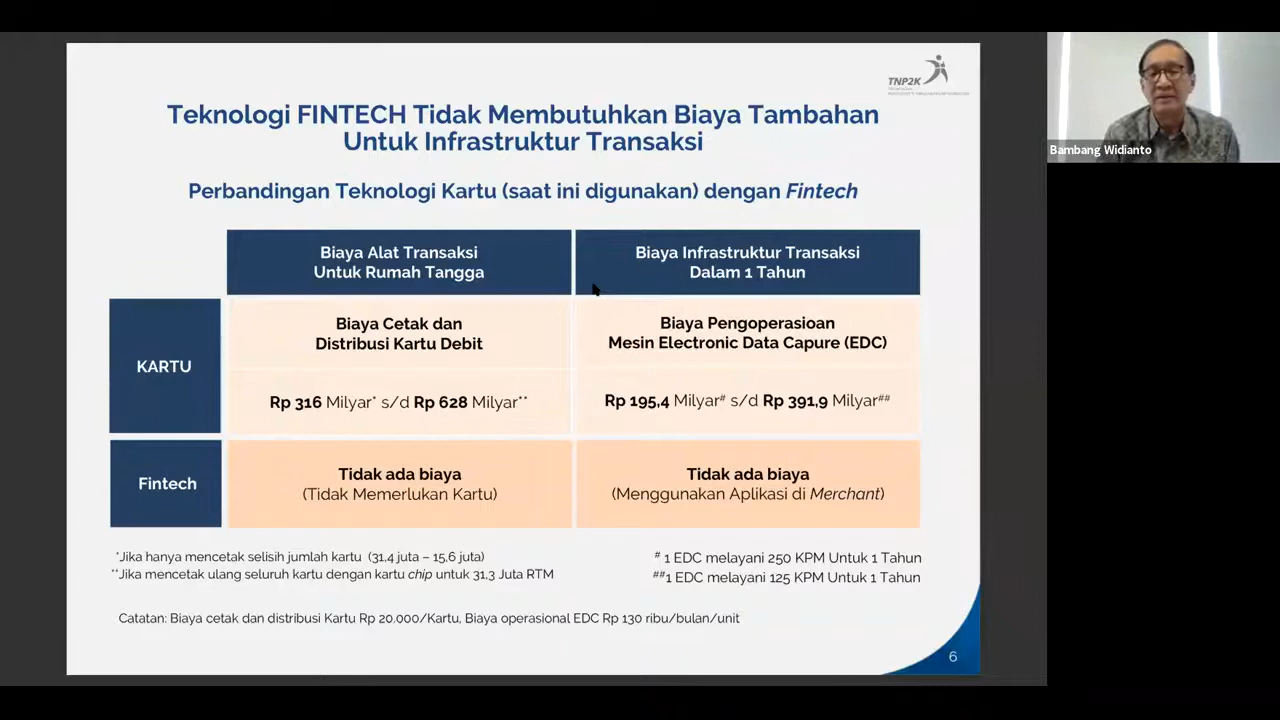 TNP2K
Teknologi FINTECH Tidak Membutuhkan Biaya Tambahan
Untuk Infrastruktur Transaksi
Perbandingan Teknologi Kartu (saat ini digunakan) dengan Fintech
Biaya Alat Transaksi
Untuk Rumah Tangga
Biaya Infrastruktur Transaksi
Dalam 1 Tahun
KARTU
Biaya Cetak dan
Distribusi Kartu Debit
Biaya Pengoperasioan
Mesin Electronic Data Capure (EDC)
Rp 316 Milyar* s/d Rp 628 Milyar**
Rp 195,4 Milyar# s/d Rp 391,9 Milyar##
Fintech
Tidak ada biaya
(Tidak Memerlukan Kartu)
Tidak ada biaya
(Menggunakan Aplikasi di Merchant)
*Jika hanya mencetak selisih jumlah kartu (31,4 juta – 15,6 juta)
**Jika mencetak ulang seluruh kartu dengan kartu chip untuk 31,3 Juta RTM
# 1 EDC melayani 250 KPM Untuk 1 Tahun
##1 EDC melayani 125 KPM Untuk 1 Tahun
Catatan: Biaya cetak dan distribusi Kartu Rp 20.000/Kartu, Biaya operasional EDC Rp 130 ribu/bulan/unit
6
Bambang Widianto